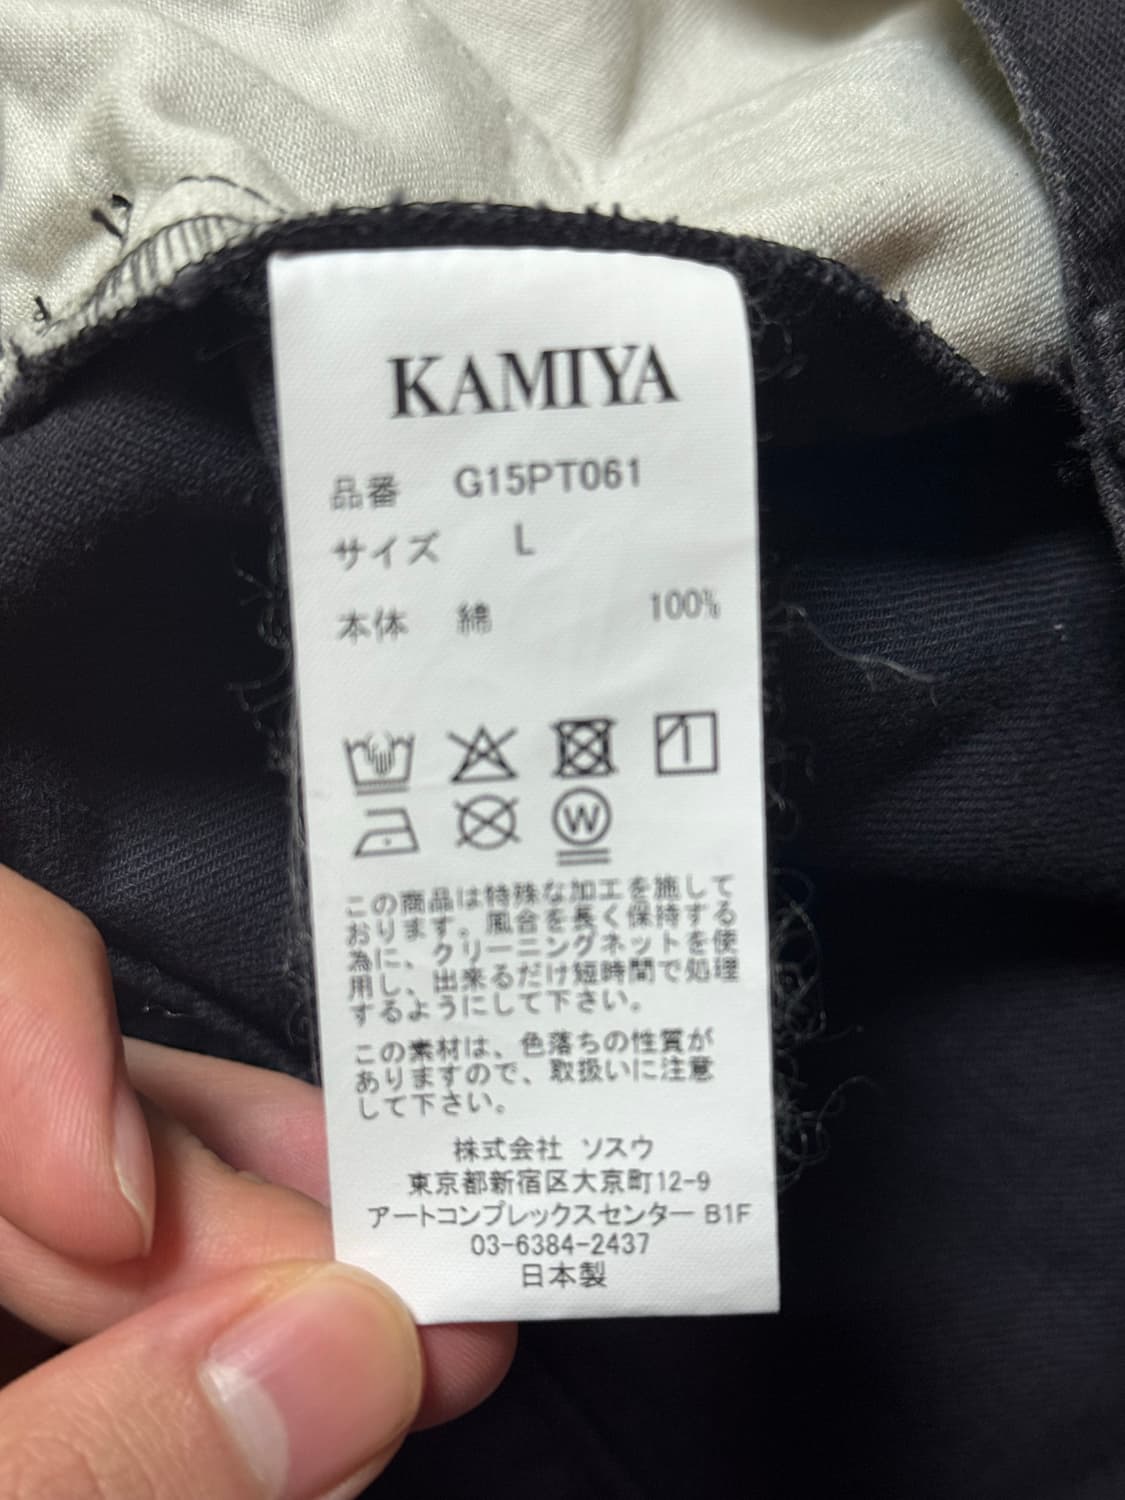 KAMIYA
品番 G15PT061
サイズ L
本体 綿 100%
W
この商品は特殊な加工を施して
おります。風合を長く保持する
為に、クリーニングネットを使
用し、出来るだけ短時間で処理
するようにして下さい。
この素材は、色落ちの性質が
ありますので、取扱いに注意
して下さい。
株式会社 ソスウ
東京都新宿区大京町12-9
アートコンプレックスセンター B1F
03-6384-2437
日本製